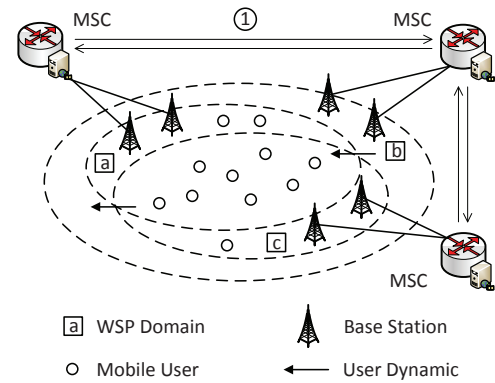 MSC
1
MSC
a
b
c
MSC
a WSP Domain
Base Station
Mobile User
User Dynamic